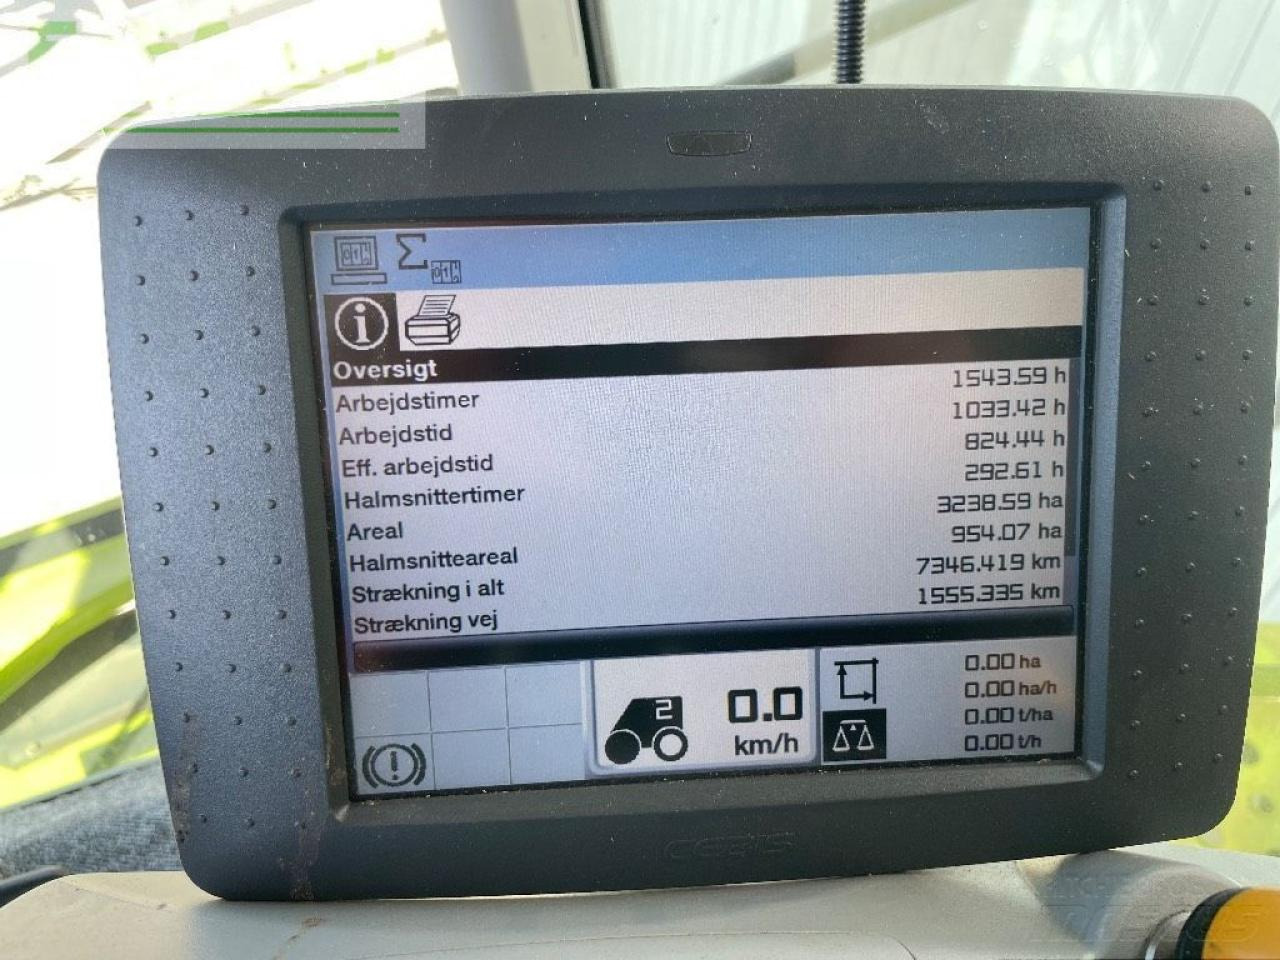 Oversigt
Arbejdstimer 1543.59 h
Arbejdstid 1033.42 h
Eff. arbejdstid 824.44 h
Halmsnittertimer 292.61 h
Areal 3238.59 ha
Halmsnitteareal 954.07 ha
Strækning i alt 7346.419 km
Strækning vej 1555.335 km
2
0.0
km/h
0.00 ha
0.00 ha/h
0.00 t/ha
0.00 t/h
CEBIS